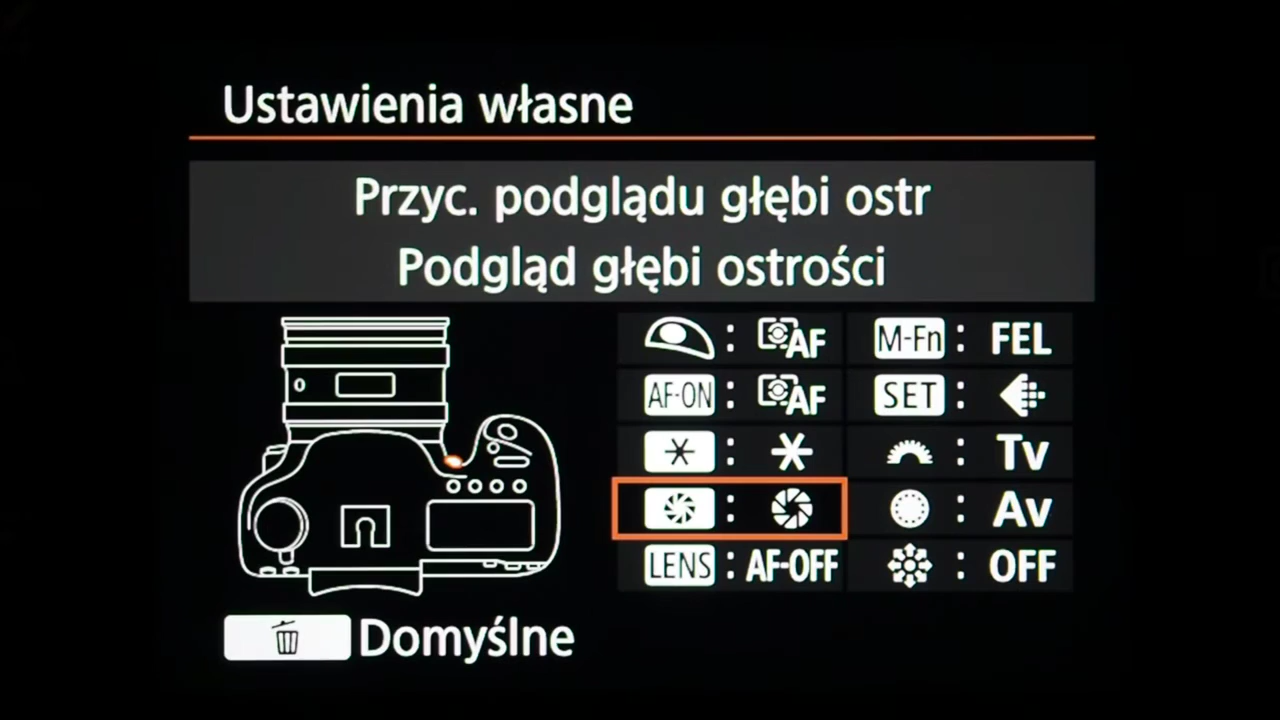 Ustawienia własne
Przyc. podglądu głębi ostr
Podgląd głębi ostrości
: AF M-Fn : FEL
AF-ON : AF SET :
: : Tv
: : Av
LENS : AF-OFF : OFF
Domyślne